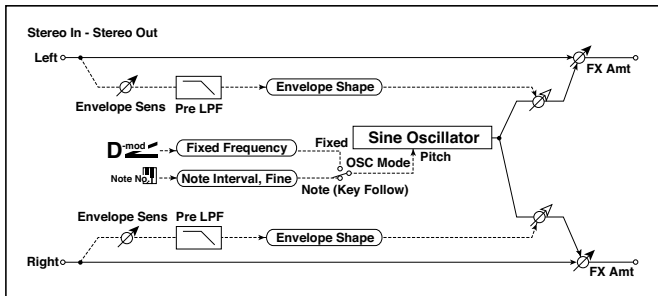 Stereo In - Stereo Out
Left
FX Amt
Envelope Sens
Pre LPF
Envelope Shape
D-mod
Fixed Frequency
Fixed
Sine Oscillator
OSC Mode
Pitch
Note No.
Note Interval, Fine
Note (Key Follow)
Envelope Sens
Pre LPF
Envelope Shape
Right
FX Amt